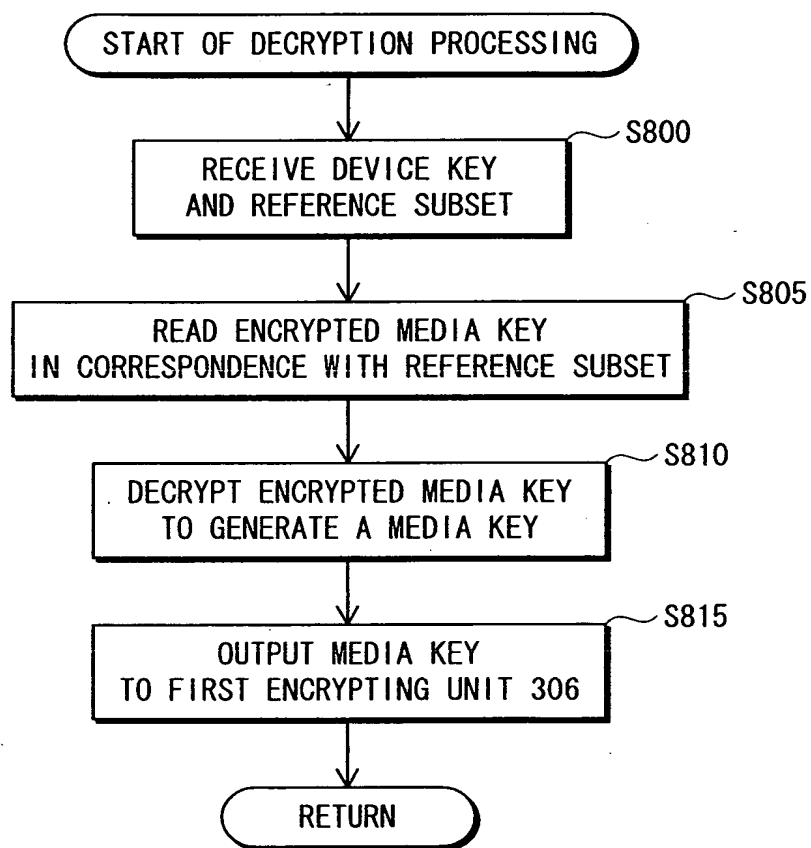 START OF DECRYPTION PROCESSING
S800
RECEIVE DEVICE KEY
AND REFERENCE SUBSET
S805
READ ENCRYPTED MEDIA KEY
IN CORRESPONDENCE WITH REFERENCE SUBSET
S810
DECRYPT ENCRYPTED MEDIA KEY
TO GENERATE A MEDIA KEY
S815
OUTPUT MEDIA KEY
TO FIRST ENCRYPTING UNIT 306
RETURN